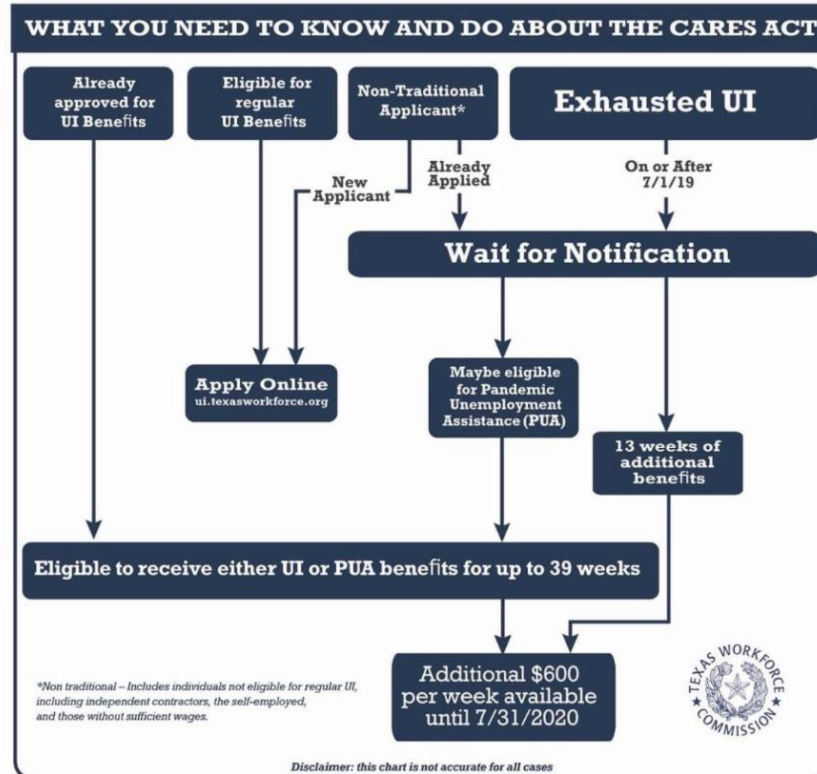 WHAT YOU NEED TO KNOW AND DO ABOUT THE CARES ACT
Already
approved for
UI Benefits
Eligible for
regular
UI Benefits
Non-Traditional
Applicant*
Exhausted UI
New
Applicant
Already
Applied
On or After
7/1/19
Wait for Notification
Apply Online
ui.texasworkforce.org
Maybe eligible
for Pandemic
Unemployment
Assistance (PUA)
13 weeks of
additional
benefits
Eligible to receive either UI or PUA benefits for up to 39 weeks
Additional $600
per week available
until 7/31/2020
*Non traditional – Includes individuals not eligible for regular UI,
including independent contractors, the self-employed,
and those without sufficient wages.
TEXAS WORKFORCE
COMMISSION
Disclaimer: this chart is not accurate for all cases